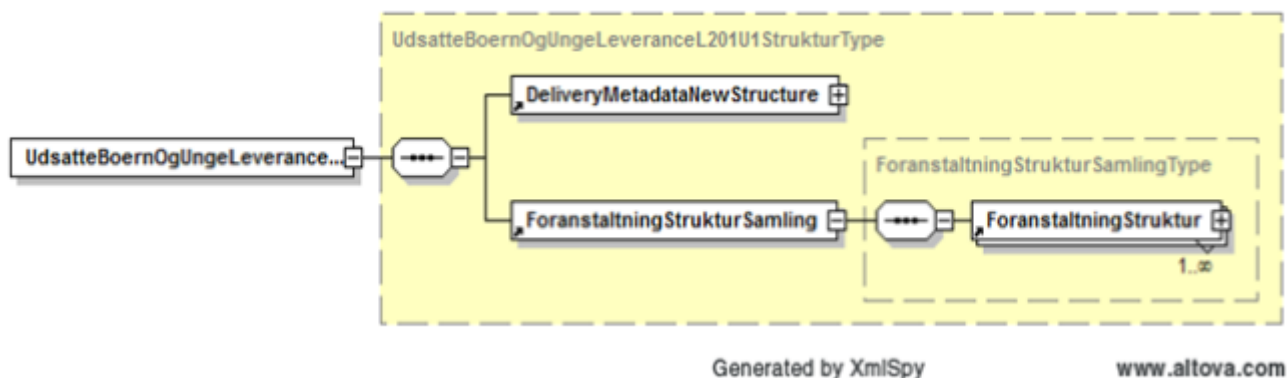 UdsatteBoernOgUngeLeveranceL201U1StrukturType
DeliveryMetadataNewStructure
UdsatteBoernOgUngeLeverance...
ForanstaltningStrukturSamlingType
ForanstaltningStrukturSamling
ForanstaltningStruktur
1..∞
Generated by XmlSpy
www.altova.com